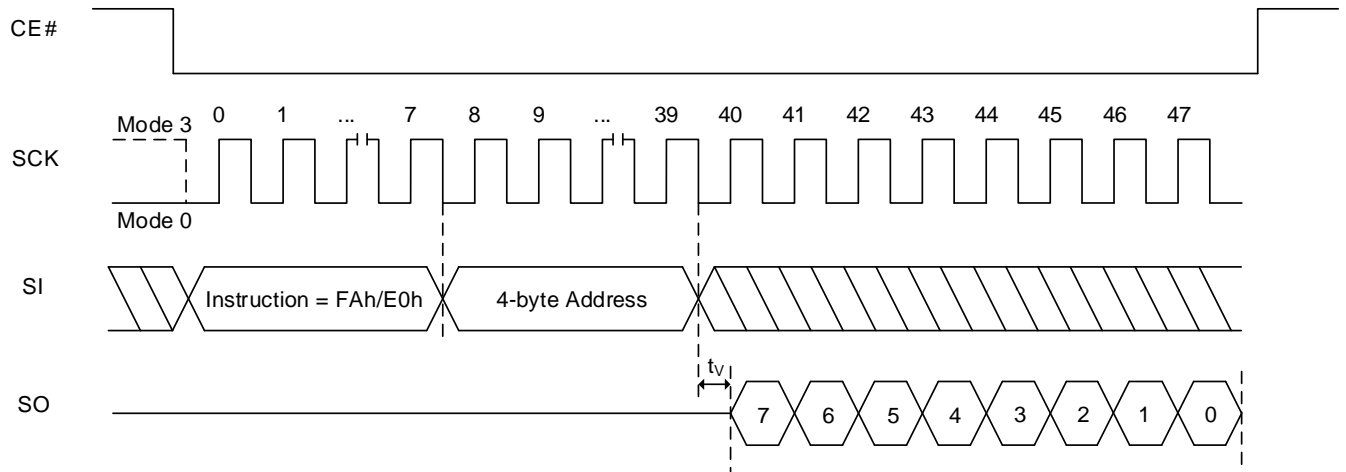 CE#
Mode 3 0 1 ... 7 8 9 ... 39 40 41 42 43 44 45 46 47
SCK
Mode 0
SI
Instruction = FAh/E0h 4-byte Address
tV
SO
7 6 5 4 3 2 1 0